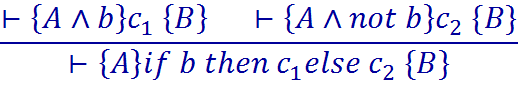 ⊢ {A ∧ b}c₁ {B} ⊢ {A ∧ not b}c₂ {B}
⊢ {A}if b then c₁else c₂ {B}